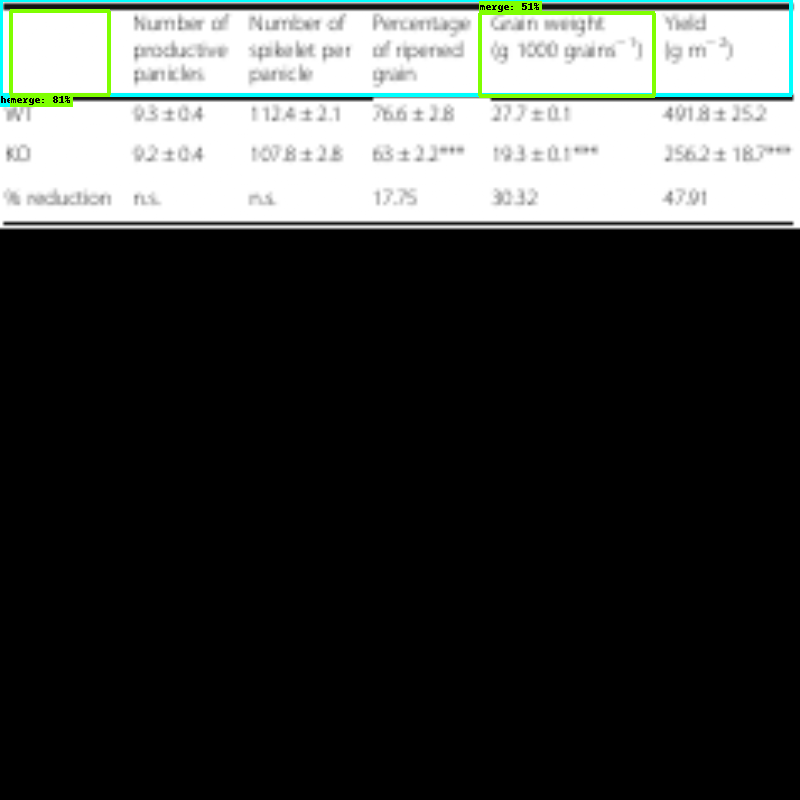 merge: 51%
Number of Number of Percentage Grain weight Yield
productive spikelet per of ripened (g 1000 grains⁻¹) (g m⁻²)
panicles panicle grain
merge: 81%
WT 9.3 ± 0.4 112.4 ± 2.1 76.6 ± 2.8 27.7 ± 0.1 491.8 ± 25.2
KO 9.2 ± 0.4 107.8 ± 2.8 63 ± 2.2*** 19.3 ± 0.1*** 256.2 ± 18.7***
% reduction n.s. n.s. 17.75 30.32 47.91